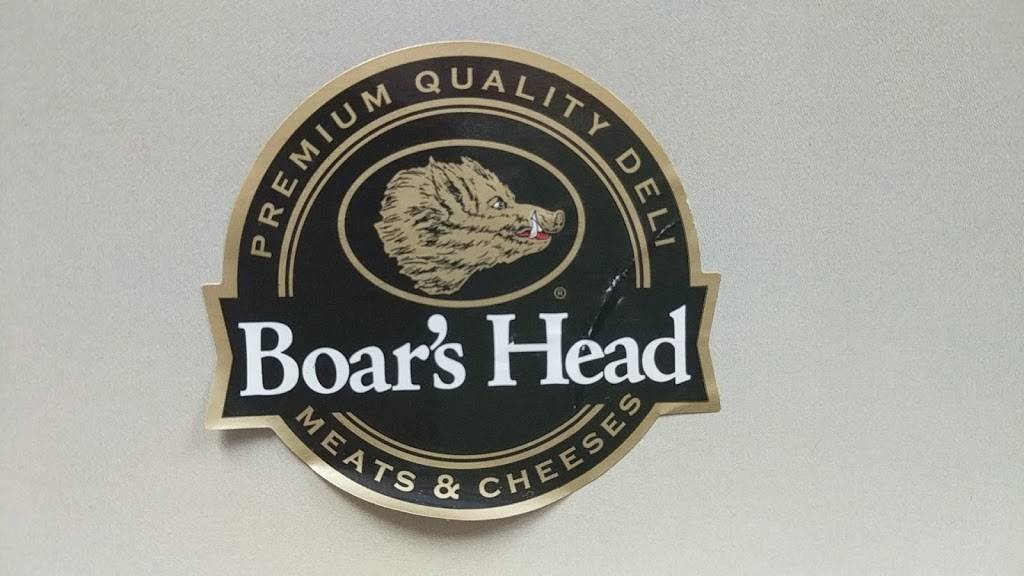 PREMIUM QUALITY DELI
®
Boar's Head
MEATS & CHEESES